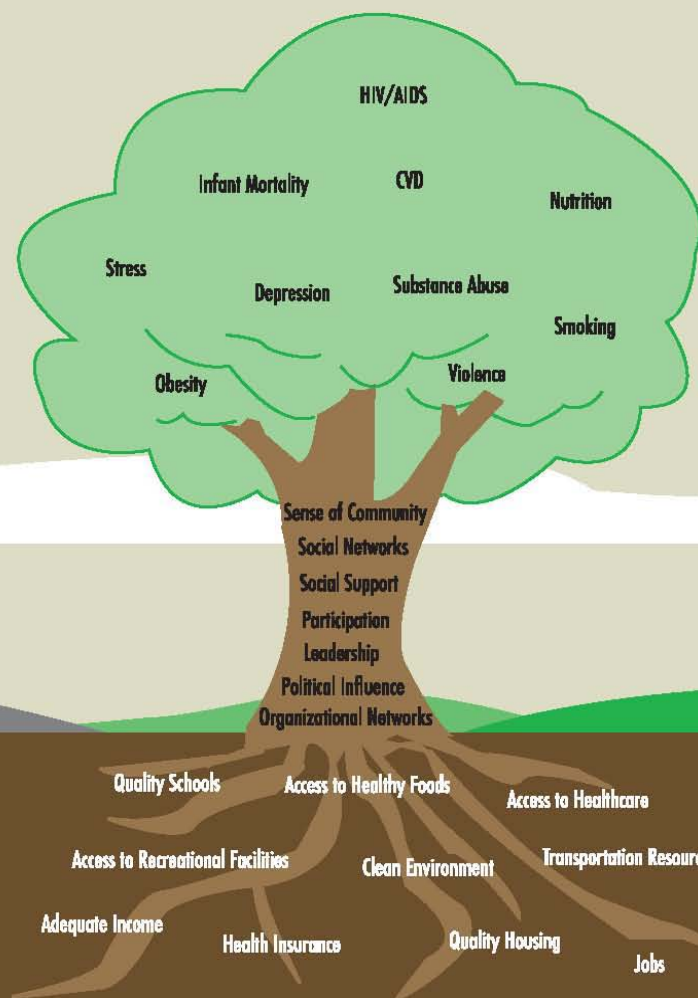 HIV/AIDS
Infant Mortality
CVD
Nutrition
Stress
Depression
Substance Abuse
Smoking
Obesity
Violence
Sense of Community
Social Networks
Social Support
Participation
Leadership
Political Influence
Organizational Networks
Quality Schools
Access to Healthy Foods
Access to Healthcare
Access to Recreational Facilities
Clean Environment
Transportation Resour
Adequate Income
Health Insurance
Quality Housing
Jobs